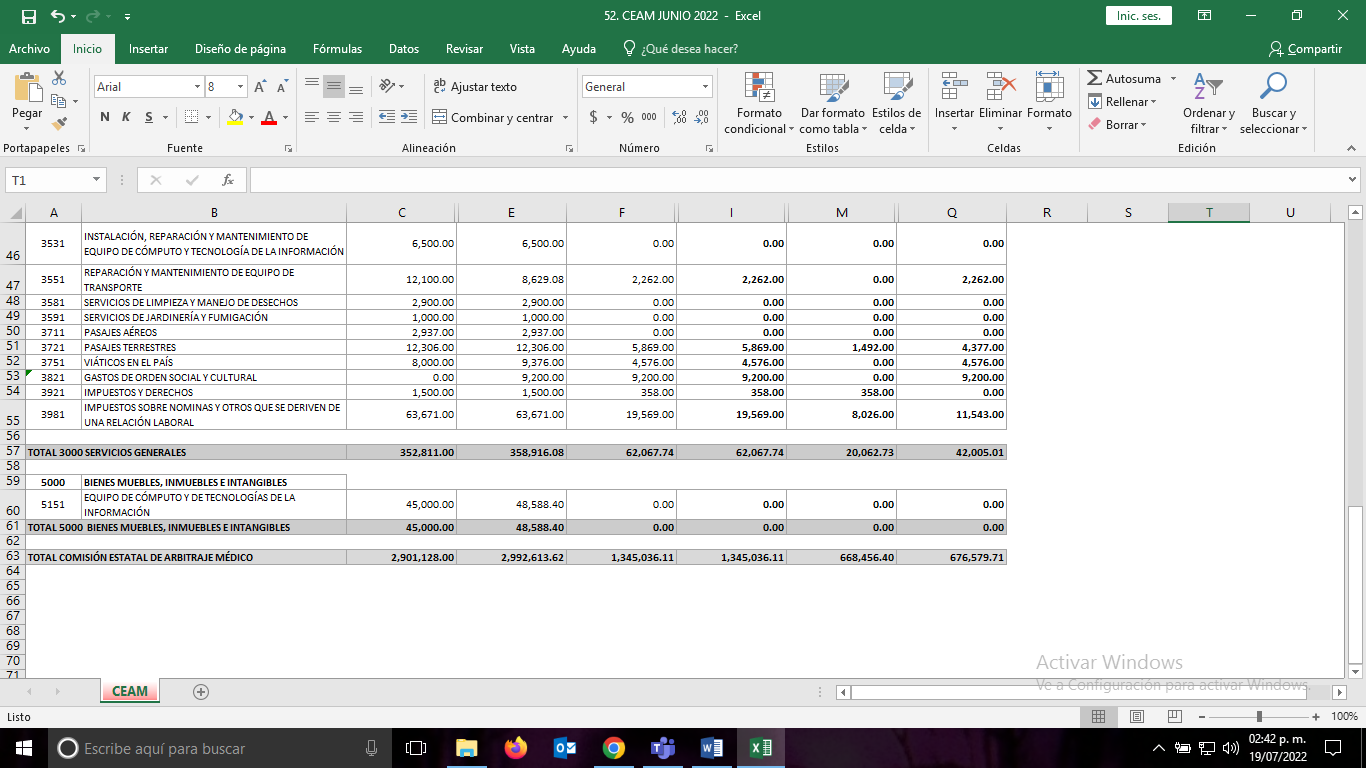 52. CEAM JUNIO 2022 - Excel
Inic. ses.
Archivo Inicio Insertar Diseño de página Fórmulas Datos Revisar Vista Ayuda ¿Qué desea hacer? Compartir
Pegar
Portapapeles
Arial 8 A A
N K S A
Fuente
ab Ajustar texto
Combinar y centrar
Alineación
General
$ % 000
Número
Formato condicional
Dar formato como tabla
Estilos de celda
Estilos
Insertar Eliminar Formato
Celdas
Autosuma
Rellenar
Borrar
Ordenar y filtrar
Buscar y seleccionar
Edición
T1 fx
A B C E F I M Q R S T U
46 3531 INSTALACIÓN, REPARACIÓN Y MANTENIMIENTO DE
EQUIPO DE CÓMPUTO Y TECNOLOGÍA DE LA INFORMACIÓN 6,500.00 6,500.00 0.00 0.00 0.00 0.00
47 3551 REPARACIÓN Y MANTENIMIENTO DE EQUIPO DE
TRANSPORTE 12,100.00 8,629.08 2,262.00 2,262.00 0.00 2,262.00
48 3581 SERVICIOS DE LIMPIEZA Y MANEJO DE DESECHOS 2,900.00 2,900.00 0.00 0.00 0.00 0.00
49 3591 SERVICIOS DE JARDINERÍA Y FUMIGACIÓN 1,000.00 1,000.00 0.00 0.00 0.00 0.00
50 3711 PASAJES AÉREOS 2,937.00 2,937.00 0.00 0.00 0.00 0.00
51 3721 PASAJES TERRESTRES 12,306.00 12,306.00 5,869.00 5,869.00 1,492.00 4,377.00
52 3751 VIÁTICOS EN EL PAÍS 8,000.00 9,376.00 4,576.00 4,576.00 0.00 4,576.00
53 3821 GASTOS DE ORDEN SOCIAL Y CULTURAL 0.00 9,200.00 9,200.00 9,200.00 0.00 9,200.00
54 3921 IMPUESTOS Y DERECHOS 1,500.00 1,500.00 358.00 358.00 358.00 0.00
55 3981 IMPUESTOS SOBRE NOMINAS Y OTROS QUE SE DERIVEN DE
UNA RELACIÓN LABORAL 63,671.00 63,671.00 19,569.00 19,569.00 8,026.00 11,543.00
56
57 TOTAL 3000 SERVICIOS GENERALES 352,811.00 358,916.08 62,067.74 62,067.74 20,062.73 42,005.01
58
59 5000 BIENES MUEBLES, INMUEBLES E INTANGIBLES
60 5151 EQUIPO DE CÓMPUTO Y DE TECNOLOGÍAS DE LA
INFORMACIÓN 45,000.00 48,588.40 0.00 0.00 0.00 0.00
61 TOTAL 5000 BIENES MUEBLES, INMUEBLES E INTANGIBLES 45,000.00 48,588.40 0.00 0.00 0.00 0.00
62
63 TOTAL COMISIÓN ESTATAL DE ARBITRAJE MÉDICO 2,901,128.00 2,992,613.62 1,345,036.11 1,345,036.11 668,456.40 676,579.71
64
65
66
67
68
69
70
71
Activar Windows
Ve a Configuración para activar Windows.
CEAM
Listo 100%
Escribe aquí para buscar
02:42 p. m.
19/07/2022